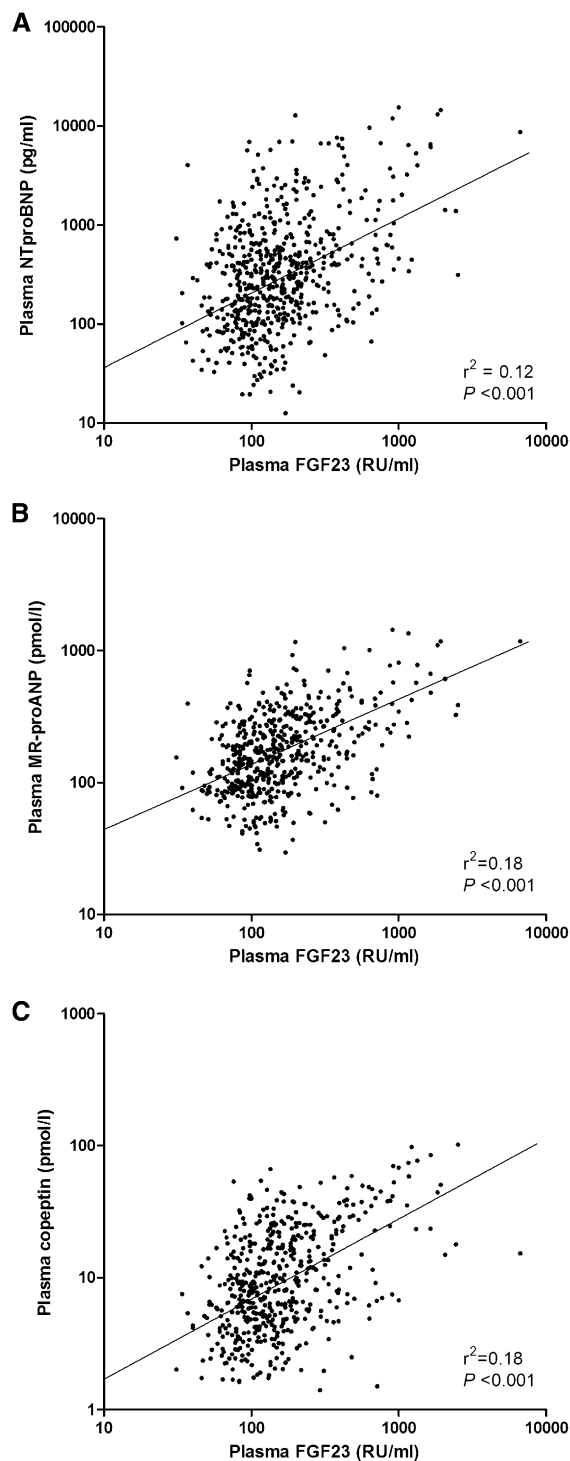 A
100000
10000
1000
100
10
Plasma NTproBNP (pg/ml)
r² = 0.12
P <0.001
10 100 1000 10000
Plasma FGF23 (RU/ml)
B
10000
1000
100
10
Plasma MR-proANP (pmol/l)
r²=0.18
P <0.001
10 100 1000 10000
Plasma FGF23 (RU/ml)
C
1000
100
10
1
Plasma copeptin (pmol/l)
r²=0.18
P <0.001
10 100 1000 10000
Plasma FGF23 (RU/ml)